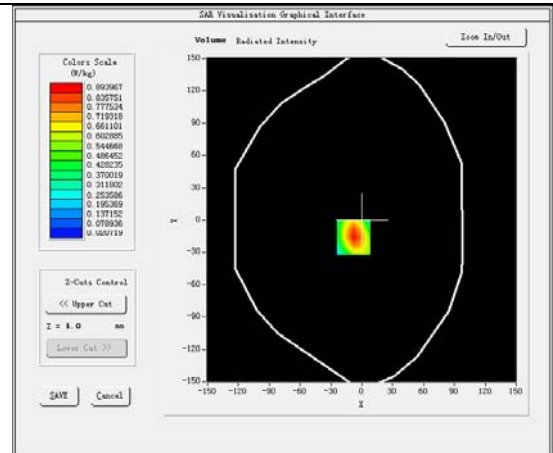 SAR Visualisation Graphical Interface
Volume Radiated Intensity
Zoom In/Out
Colors Scale
(W/kg)
0.893967
0.835751
0.777534
0.719318
0.661101
0.602885
0.544668
0.486452
0.428235
0.370019
0.311802
0.253586
0.195369
0.137152
0.078936
0.020719
Z-Cuts Control
<< Upper Cut
Z = 4.0 mm
Lower Cut >>
SAVE Cancel
150
120
90
60
30
0
-30
-60
-90
-120
-150
Y
-150 -120 -90 -60 -30 0 30 60 90 120 150
X